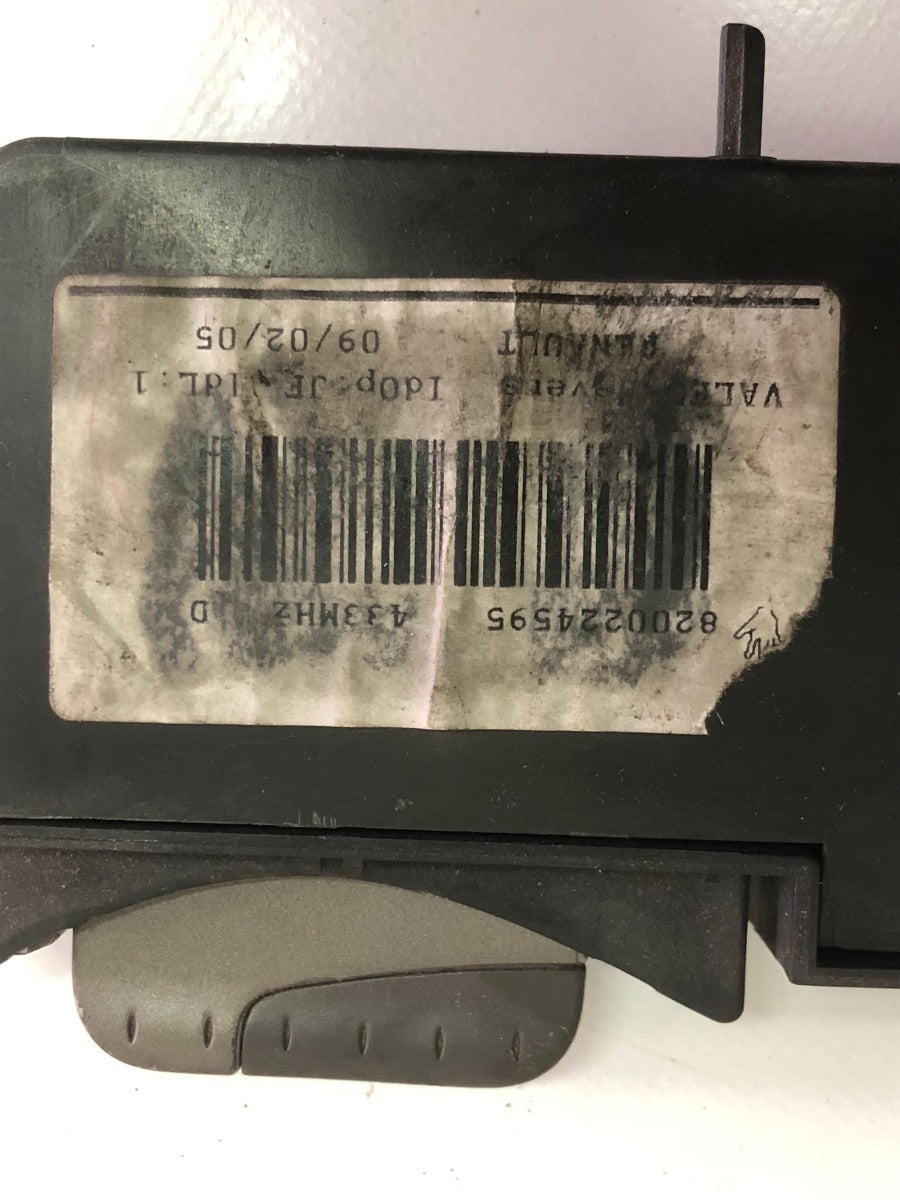 8200224595 433MHz D
IdOp:JE IdL:1
RENAULT 09/02/05